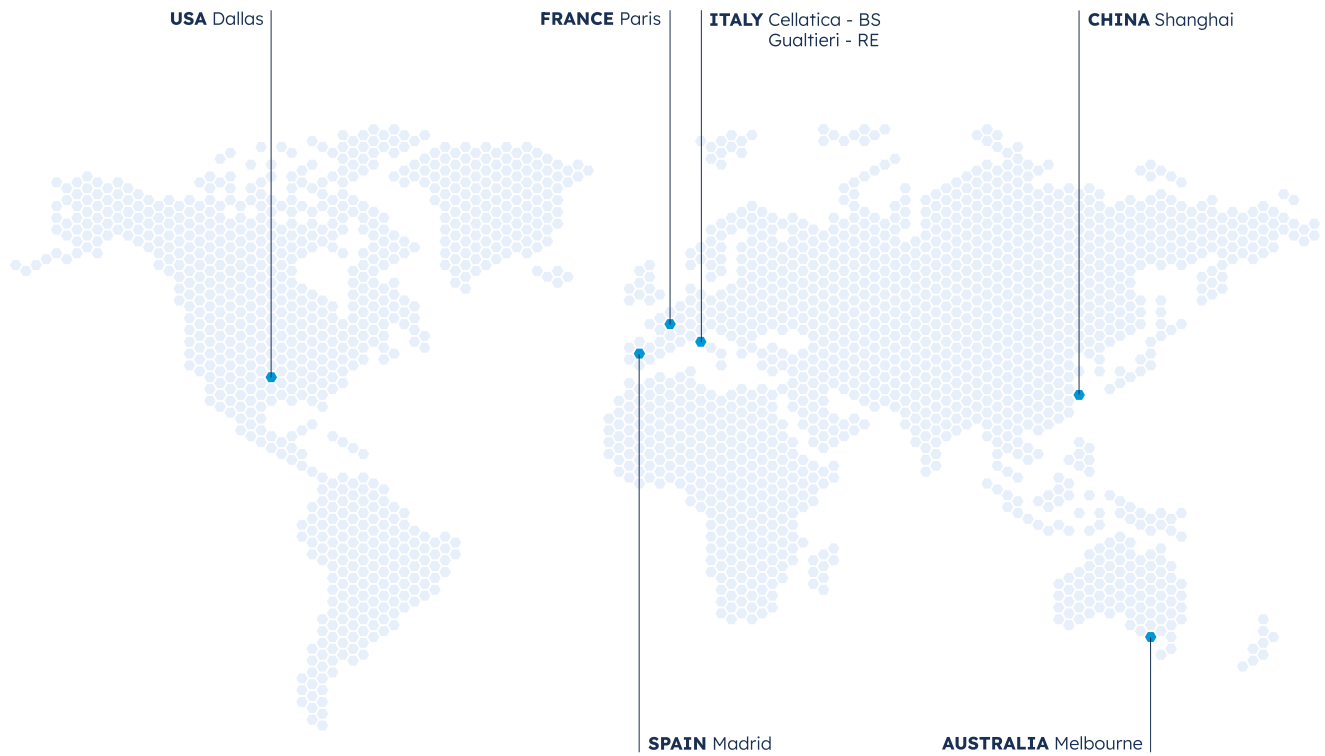 USA Dallas
FRANCE Paris
ITALY Cellatica - BS
Gualtieri - RE
CHINA Shanghai
SPAIN Madrid
AUSTRALIA Melbourne